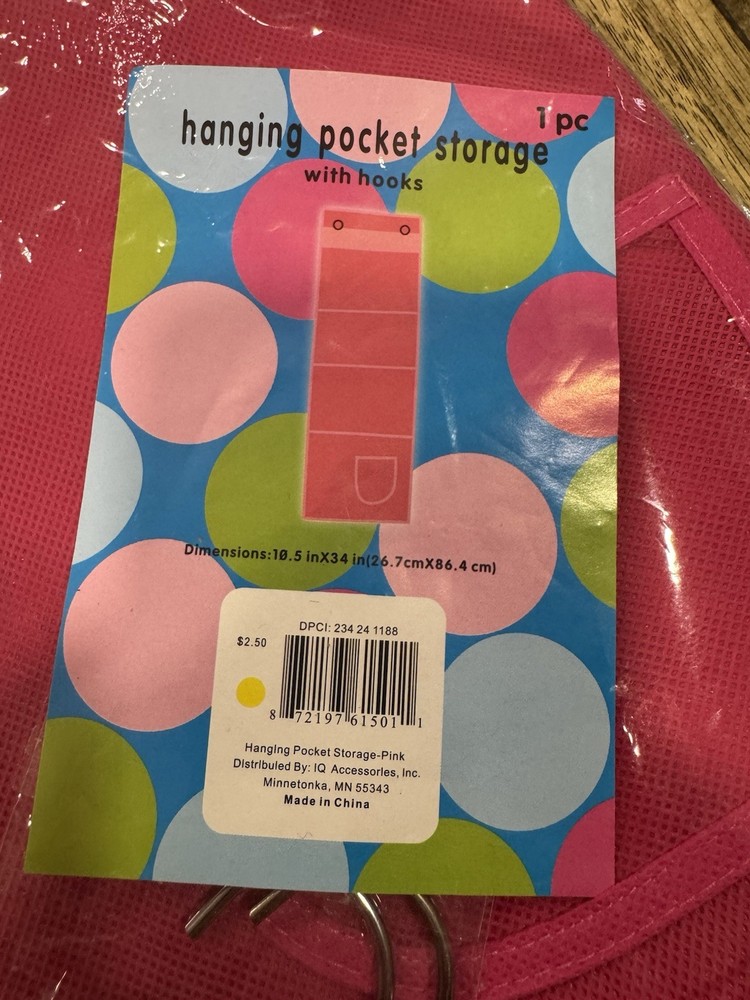 1 pc
hanging pocket storage
with hooks
Dimensions:10.5 inX34 in(26.7cmX86.4 cm)
DPCI: 234 24 1188
$2.50
8 72197 61501 1
Hanging Pocket Storage-Pink
Distributed By: IQ Accessories, Inc.
Minnetonka, MN 55343
Made in China